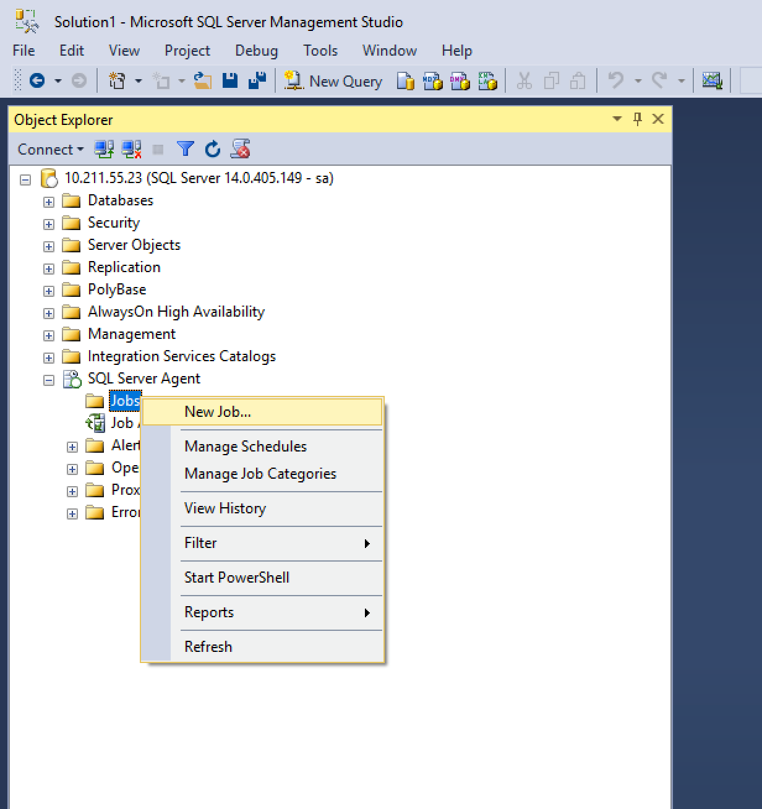 Solution1 - Microsoft SQL Server Management Studio
File Edit View Project Debug Tools Window Help
New Query
Object Explorer
Connect
10.211.55.23 (SQL Server 14.0.405.149 - sa)
Databases
Security
Server Objects
Replication
PolyBase
AlwaysOn High Availability
Management
Integration Services Catalogs
SQL Server Agent
Jobs
New Job...
Job A
Alert
Manage Schedules
Ope
Manage Job Categories
Prox
View History
Error
Filter
Start PowerShell
Reports
Refresh